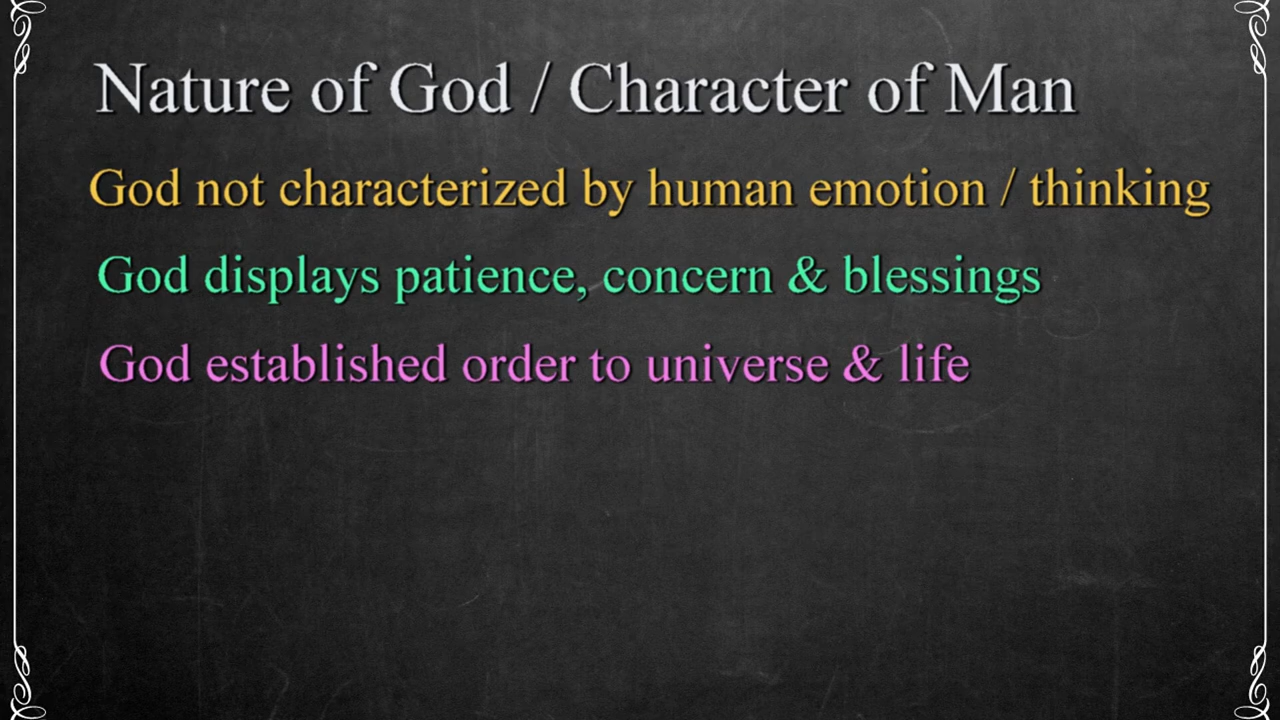 Nature of God / Character of Man
God not characterized by human emotion / thinking
God displays patience, concern & blessings
God established order to universe & life